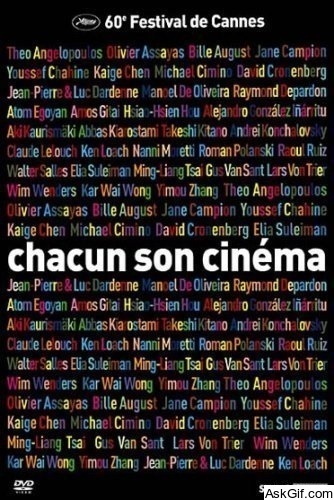 60e Festival de Cannes
Theo Angelopoulos Olivier Assayas Bille August Jane Campion
Youssef Chahine Kaige Chen Michael Cimino David Cronenberg
Jean-Pierre & Luc Dardenne Manoel De Oliveira Raymond Depardon
Atom Egoyan Amos Gitai Hsiao-Hsien Hou Alejandro González Iñárritu
Aki Kaurismäki Abbas Kiarostami Takeshi Kitano Andreï Konchalovsky
Claude Lelouch Ken Loach Nanni Moretti Roman Polanski Raoul Ruiz
Walter Salles Elia Suleiman Ming-Liang Tsai Gus Van Sant Lars Von Trier
Wim Wenders Kar Wai Wong Yimou Zhang Theo Angelopoulos
Olivier Assayas Bille August Jane Campion Youssef Chahine
Kaige Chen Michael Cimino David Cronenberg Elia Suleiman
chacun son cinéma
Jean-Pierre & Luc Dardenne Manoel De Oliveira Raymond Depardon
Atom Egoyan Amos Gitai Hsiao-Hsien Hou Alejandro González Iñárritu
Aki Kaurismäki Abbas Kiarostami Takeshi Kitano Andreï Konchalovsky
Claude Lelouch Ken Loach Nanni Moretti Roman Polanski Raoul Ruiz
Walter Salles Elia Suleiman Ming-Liang Tsai Gus Van Sant Lars Von Trier
Wim Wenders Kar Wai Wong Yimou Zhang Theo Angelopoulos
Olivier Assayas Bille August Jane Campion Youssef Chahine
Kaige Chen Michael Cimino David Cronenberg Elia Suleiman
Ming-Liang Tsai Gus Van Sant Lars Von Trier Wim Wenders
Kar Wai Wong Yimou Zhang Jean-Pierre & Luc Dardenne
DVD
VIDEO
AskGif.com